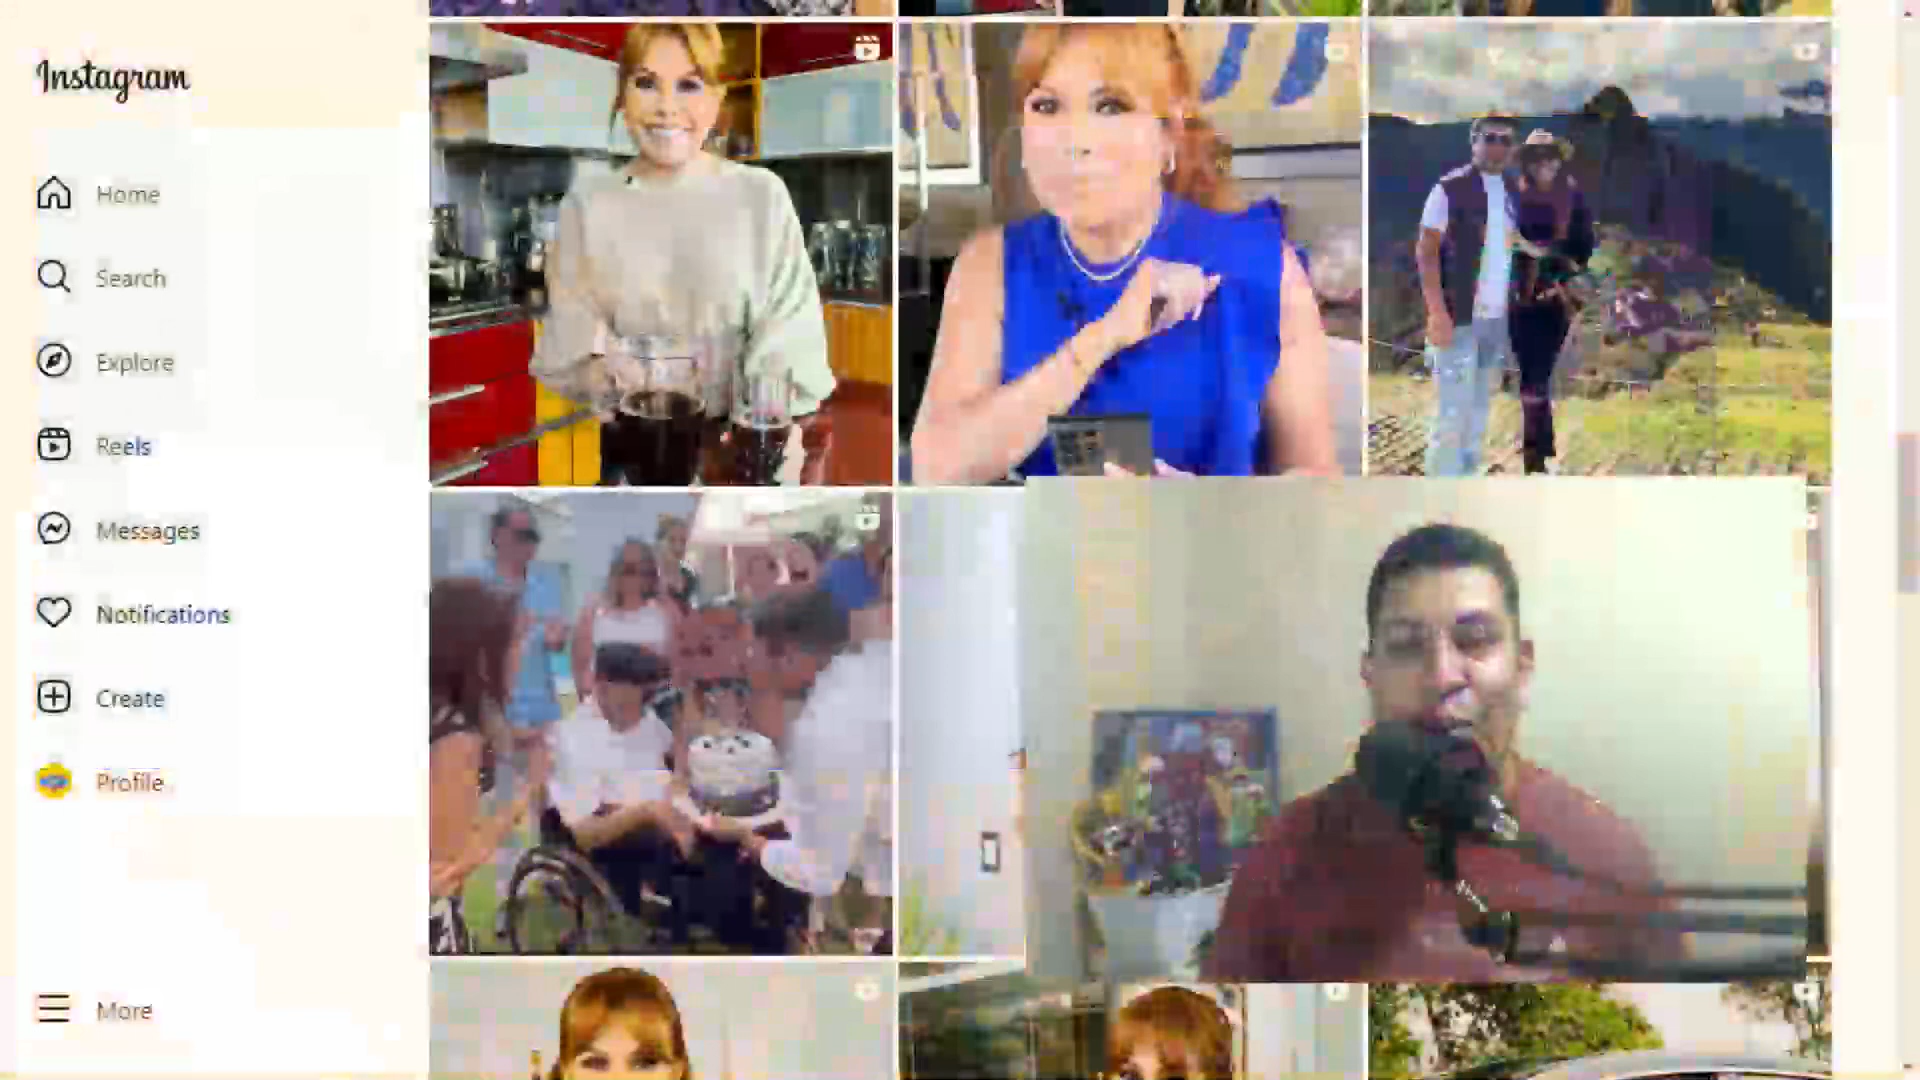 Instagram
Home
Search
Explore
Reels
Messages
Notifications
Create
Profile
More